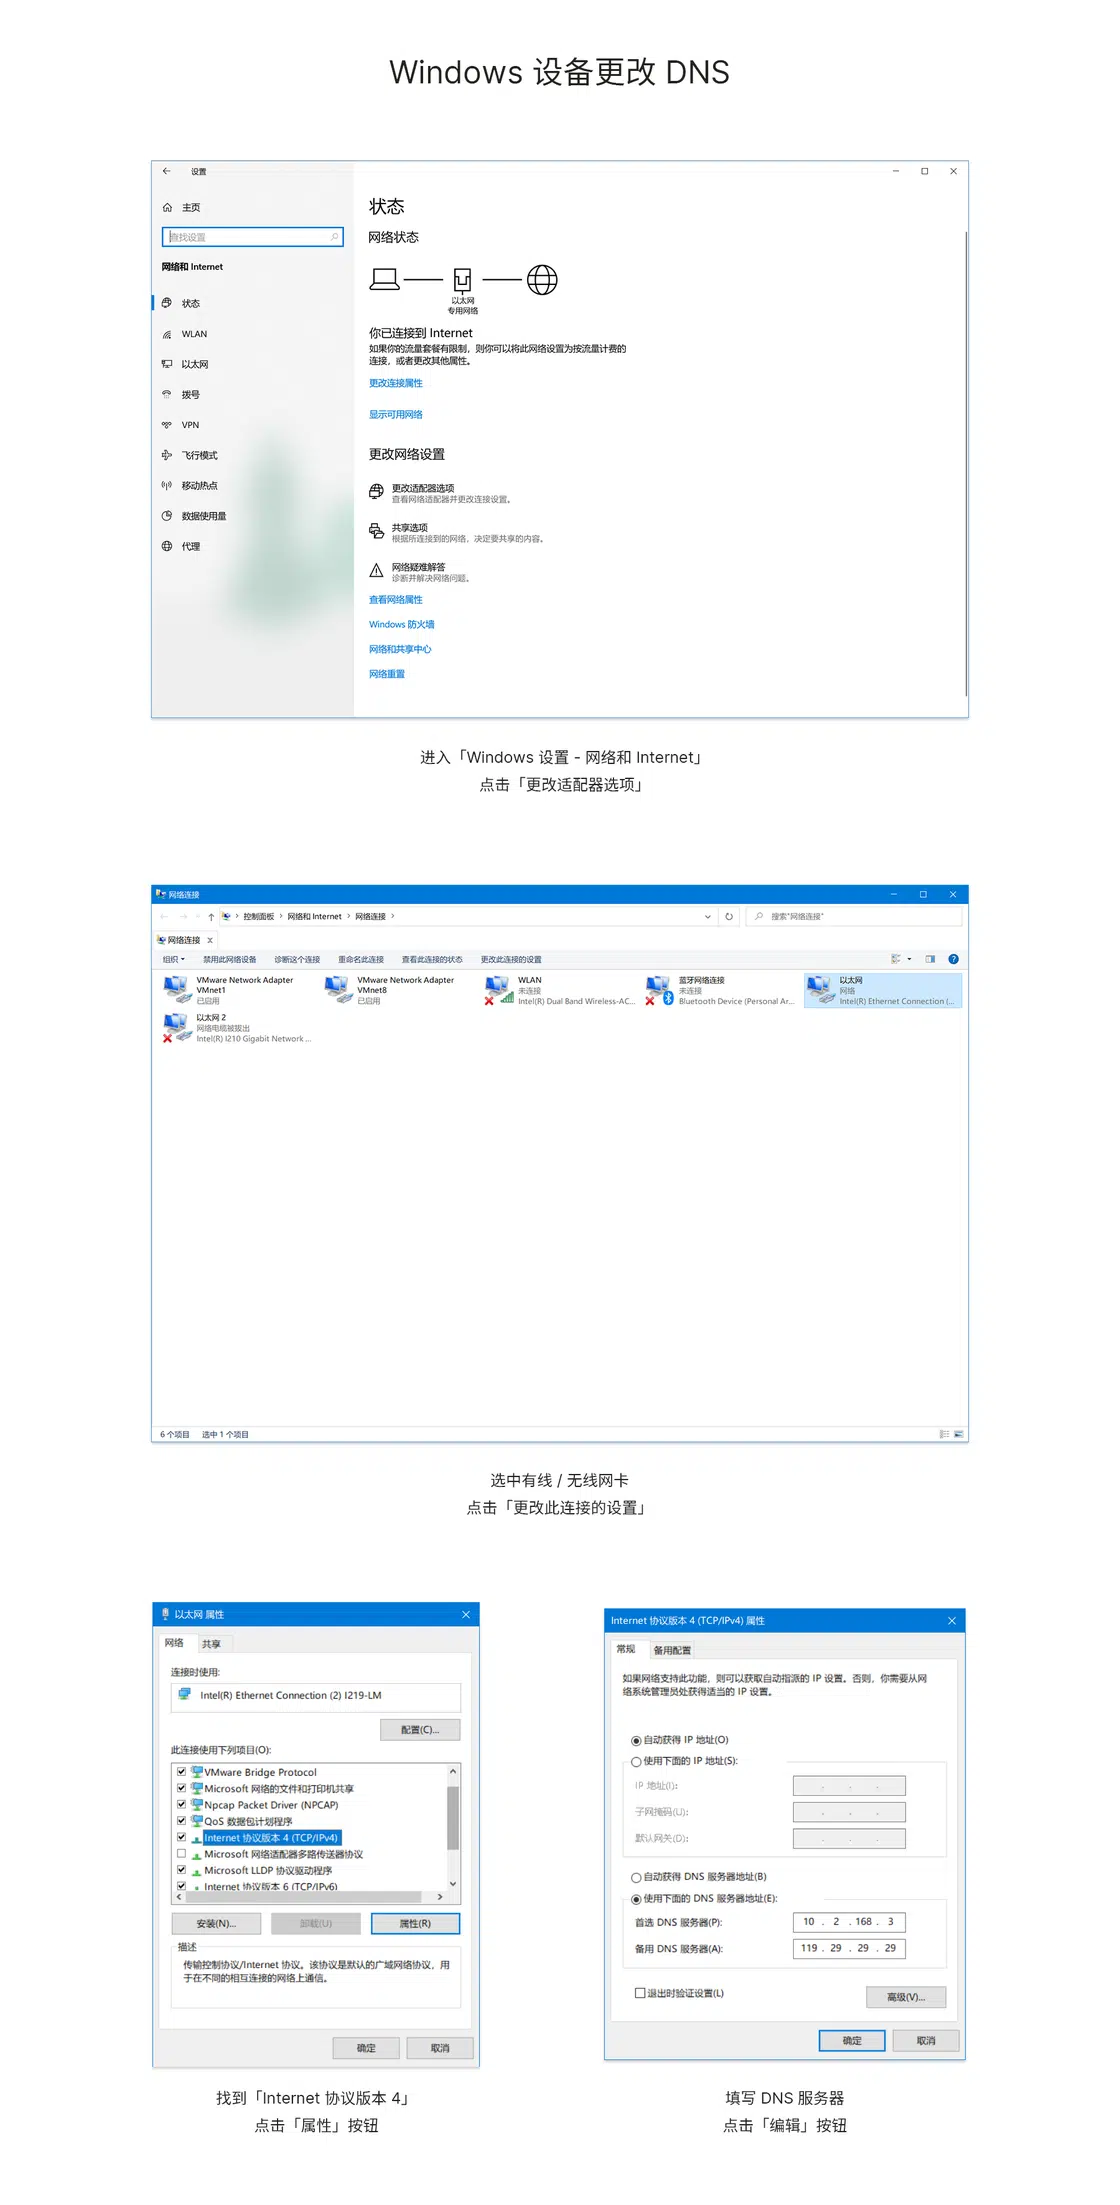 Windows 设备更改 DNS
设置
主页
查找设置
网络和 Internet
状态
WLAN
以太网
拨号
VPN
飞行模式
移动热点
数据使用量
代理
状态
网络状态
以太网
专用网络
你已连接到 Internet
如果你的流量套餐有限制，则你可以将此网络设置为按流量计费的
连接，或者更改其他属性。
更改连接属性
显示可用网络
更改网络设置
更改适配器选项
查看网络适配器并更改连接设置。
共享选项
根据所连接到的网络，决定要共享的内容。
网络疑难解答
诊断并解决网络问题。
查看网络属性
Windows 防火墙
网络和共享中心
网络重置
进入「Windows 设置 - 网络和 Internet」
点击「更改适配器选项」
网络连接
控制面板 › 网络和 Internet › 网络连接 ›
搜索"网络连接"
网络连接 x
组织 禁用此网络设备 诊断这个连接 重命名此连接 查看此连接的状态 更改此连接的设置
VMware Network Adapter
VMnet1
已启用
VMware Network Adapter
VMnet8
已启用
WLAN
未连接
Intel(R) Dual Band Wireless-AC...
蓝牙网络连接
未连接
Bluetooth Device (Personal Ar...
以太网
网络
Intel(R) Ethernet Connection (...
以太网 2
网络电缆被拔出
Intel(R) I210 Gigabit Network ...
6 个项目 选中 1 个项目
选中有线 / 无线网卡
点击「更改此连接的设置」
以太网 属性
网络 共享
连接时使用:
Intel(R) Ethernet Connection (2) I219-LM
配置(C)...
此连接使用下列项目(O):
VMware Bridge Protocol
Microsoft 网络的文件和打印机共享
Npcap Packet Driver (NPCAP)
QoS 数据包计划程序
Internet 协议版本 4 (TCP/IPv4)
Microsoft 网络适配器多路传送器协议
Microsoft LLDP 协议驱动程序
Internet 协议版本 6 (TCP/IPv6)
安装(N)... 卸载(U) 属性(R)
描述
传输控制协议/Internet 协议。该协议是默认的广域网络协议，用
于在不同的相互连接的网络上通信。
确定 取消
找到「Internet 协议版本 4」
点击「属性」按钮
Internet 协议版本 4 (TCP/IPv4) 属性
常规 备用配置
如果网络支持此功能，则可以获取自动指派的 IP 设置。否则，你需要从网
络系统管理员处获得适当的 IP 设置。
自动获得 IP 地址(O)
使用下面的 IP 地址(S):
IP 地址(I):
子网掩码(U):
默认网关(D):
自动获得 DNS 服务器地址(B)
使用下面的 DNS 服务器地址(E):
首选 DNS 服务器(P): 10 . 2 . 168 . 3
备用 DNS 服务器(A): 119 . 29 . 29 . 29
退出时验证设置(L)
高级(V)...
确定 取消
填写 DNS 服务器
点击「编辑」按钮